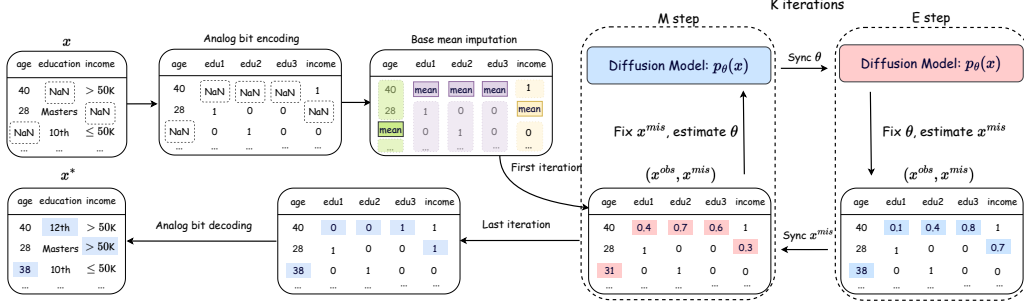 K iterations
M step
E step
x
Analog bit encoding
Base mean imputation
age education income
age edu1 edu2 edu3 income
age edu1 edu2 edu3 income
40 NaN > 50K
28 Masters NaN
NaN 10th ≤ 50K
... ... ...
40 NaN NaN NaN 1
28 1 0 0 NaN
NaN 0 1 0 0
... ... ... ... ...
40 mean mean mean 1
28 1 0 0 mean
mean 0 1 0 0
... ... ... ... ...
Diffusion Model: pθ(x)
Sync θ
Diffusion Model: pθ(x)
Fix x^mis, estimate θ
Fix θ, estimate x^mis
First iteration
(x^obs, x^mis)
(x^obs, x^mis)
x*
age education income
40 12th > 50K
28 Masters > 50K
38 10th ≤ 50K
... ... ...
Analog bit decoding
age edu1 edu2 edu3 income
40 0 0 1 1
28 1 0 0 1
38 0 1 0 0
... ... ... ... ...
Last iteration
age edu1 edu2 edu3 income
40 0.4 0.7 0.6 1
28 1 0 0 0.3
31 0 1 0 0
... ... ... ... ...
Sync x^mis
age edu1 edu2 edu3 income
40 0.1 0.4 0.8 1
28 1 0 0 0.7
38 0 1 0 0
... ... ... ... ...